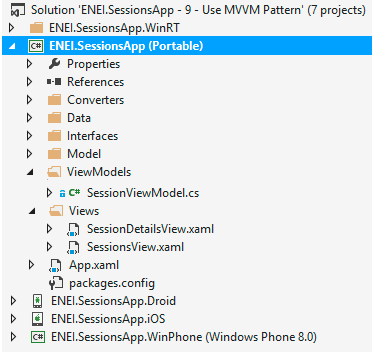 Solution 'ENEI.SessionsApp - 9 - Use MVVM Pattern' (7 projects)
ENEI.SessionsApp.WinRT
C# ENEI.SessionsApp (Portable)
Properties
References
Converters
Data
Interfaces
Model
ViewModels
C# SessionViewModel.cs
Views
SessionDetailsView.xaml
SessionsView.xaml
App.xaml
packages.config
ENEI.SessionsApp.Droid
ENEI.SessionsApp.iOS
ENEI.SessionsApp.WinPhone (Windows Phone 8.0)